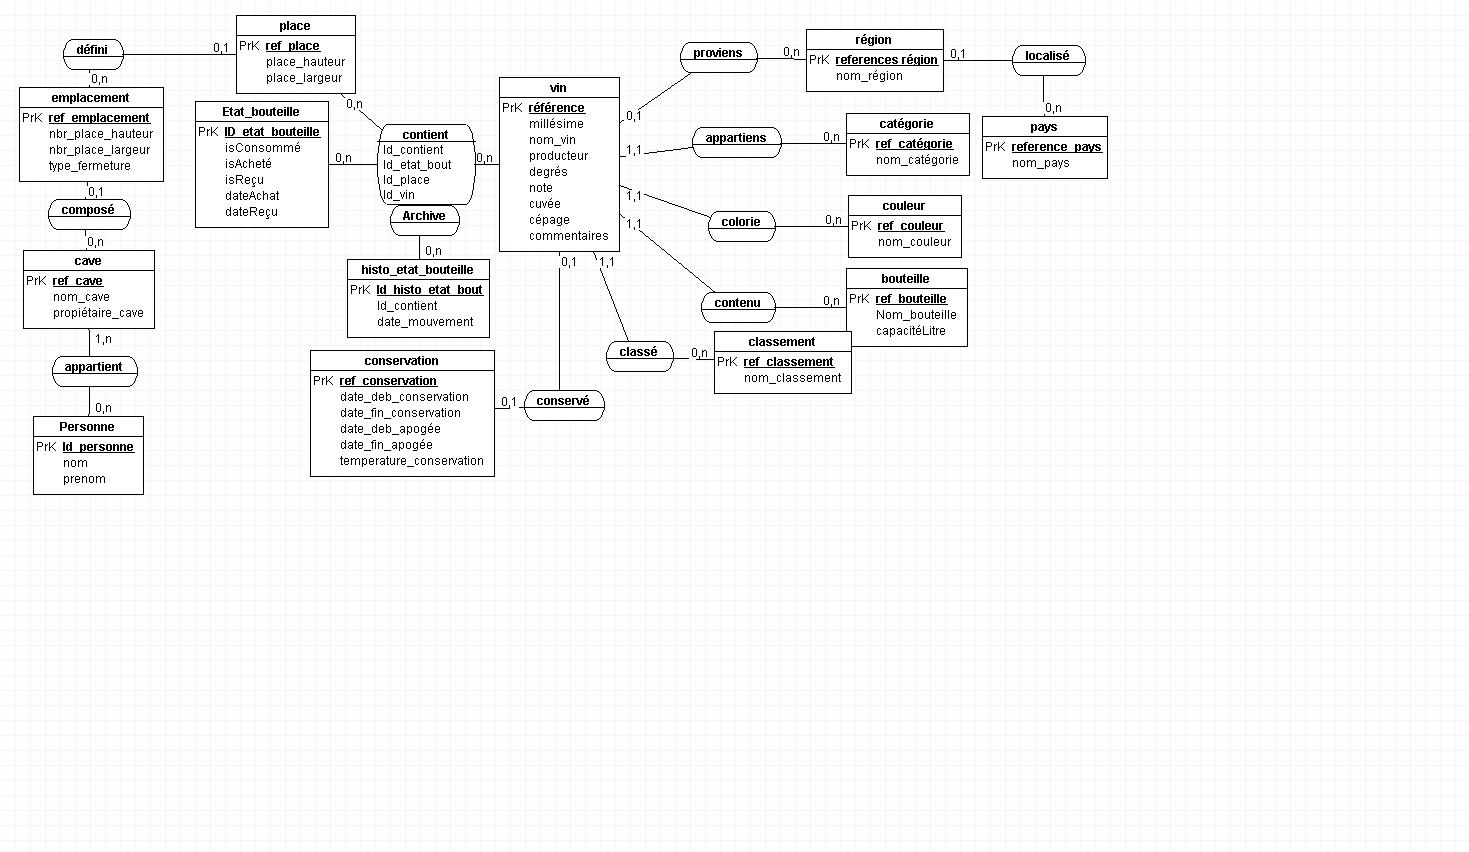 défini
0,1
0,n
place
PrK ref_place
place_hauteur
place_largeur
0,n
emplacement
PrK ref_emplacement
nbr_place_hauteur
nbr_place_largeur
type_fermeture
0,1
composé
0,n
cave
PrK ref_cave
nom_cave
propiétaire_cave
1,n
appartient
0,n
Personne
PrK Id_personne
nom
prenom
Etat_bouteille
PrK ID_etat_bouteille
isConsommé
isAcheté
isReçu
dateAchat
dateReçu
0,n
contient
Id_contient
Id_etat_bout
Id_place
Id_vin
0,n
Archive
0,n
histo_etat_bouteille
PrK Id_histo_etat_bout
Id_contient
date_mouvement
conservation
PrK ref_conservation
date_deb_conservation
date_fin_conservation
date_deb_apogée
date_fin_apogée
temperature_conservation
0,1
conservé
0,1
vin
PrK référence
millésime
nom_vin
producteur
degrés
note
cuvée
cépage
commentaires
0,1
proviens
0,n
région
PrK references région
nom_région
0,1
localisé
0,n
pays
PrK reference_pays
nom_pays
1,1
appartiens
0,n
catégorie
PrK ref_catégorie
nom_catégorie
1,1
colorie
0,n
couleur
PrK ref_couleur
nom_couleur
1,1
contenu
0,n
bouteille
PrK ref_bouteille
Nom_bouteille
capacitéLitre
1,1
classé
0,n
classement
PrK ref_classement
nom_classement